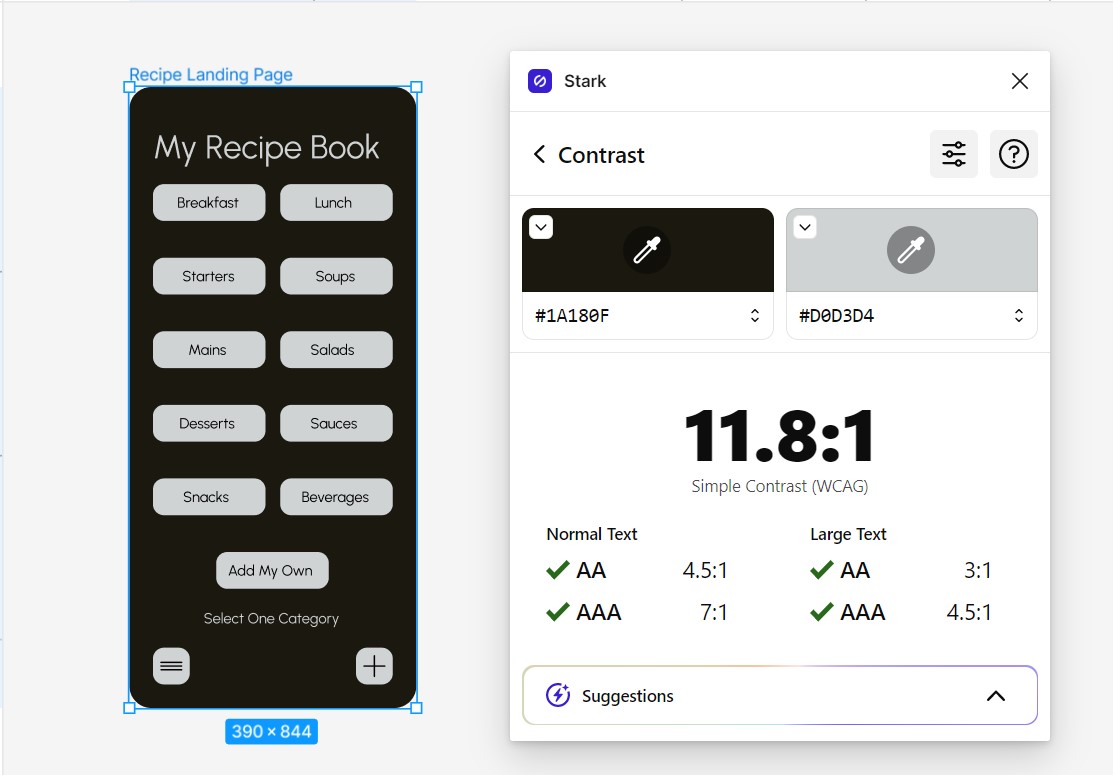 Recipe Landing Page
My Recipe Book
Breakfast Lunch
Starters Soups
Mains Salads
Desserts Sauces
Snacks Beverages
Add My Own
Select One Category
390 × 844
Stark
Contrast
#1A180F #D0D3D4
11.8:1
Simple Contrast (WCAG)
Normal Text Large Text
AA 4.5:1 AA 3:1
AAA 7:1 AAA 4.5:1
Suggestions